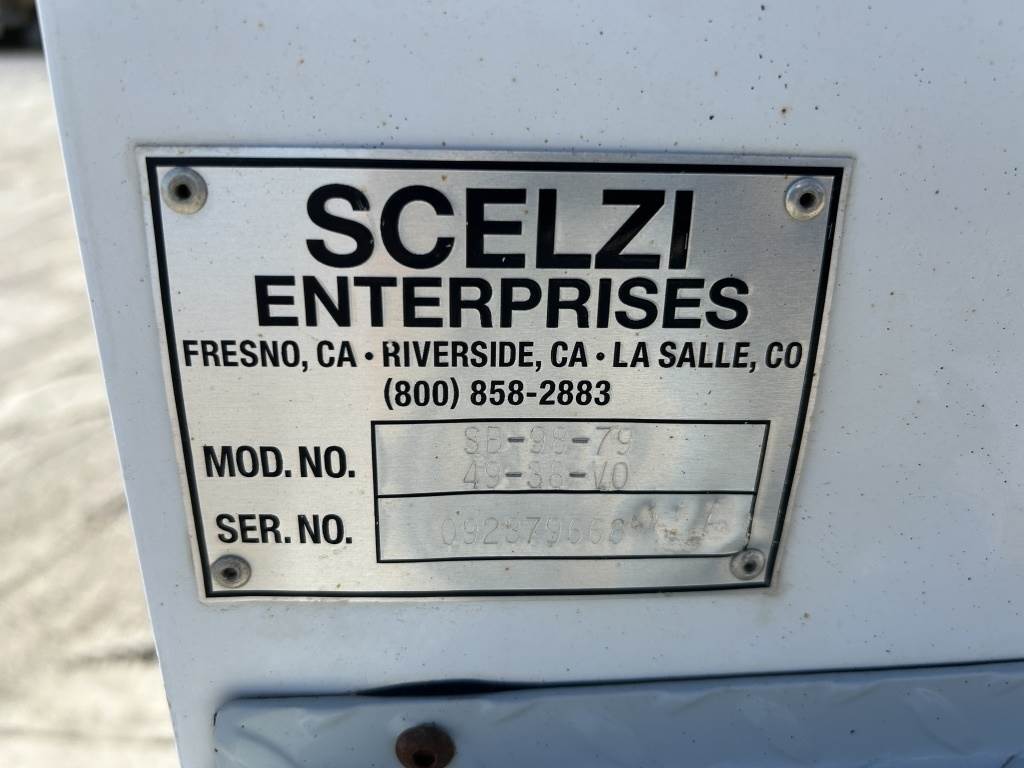 SCELZI
ENTERPRISES
FRESNO, CA • RIVERSIDE, CA • LA SALLE, CO
(800) 858-2883
MOD. NO.
SB-98-79
49-38-VO
SER. NO.